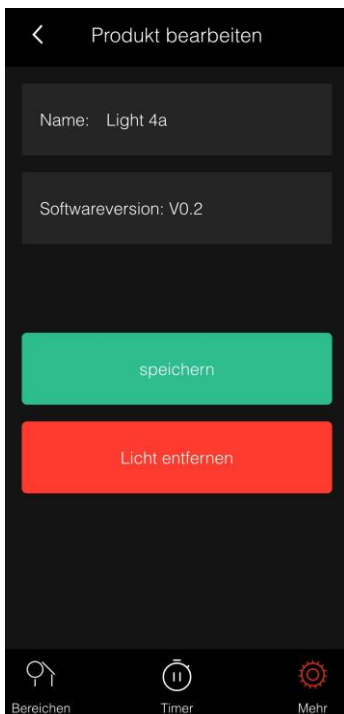 Produkt bearbeiten
Name: Light 4a
Softwareversion: V0.2
speichern
Licht entfernen
Bereichen Timer Mehr